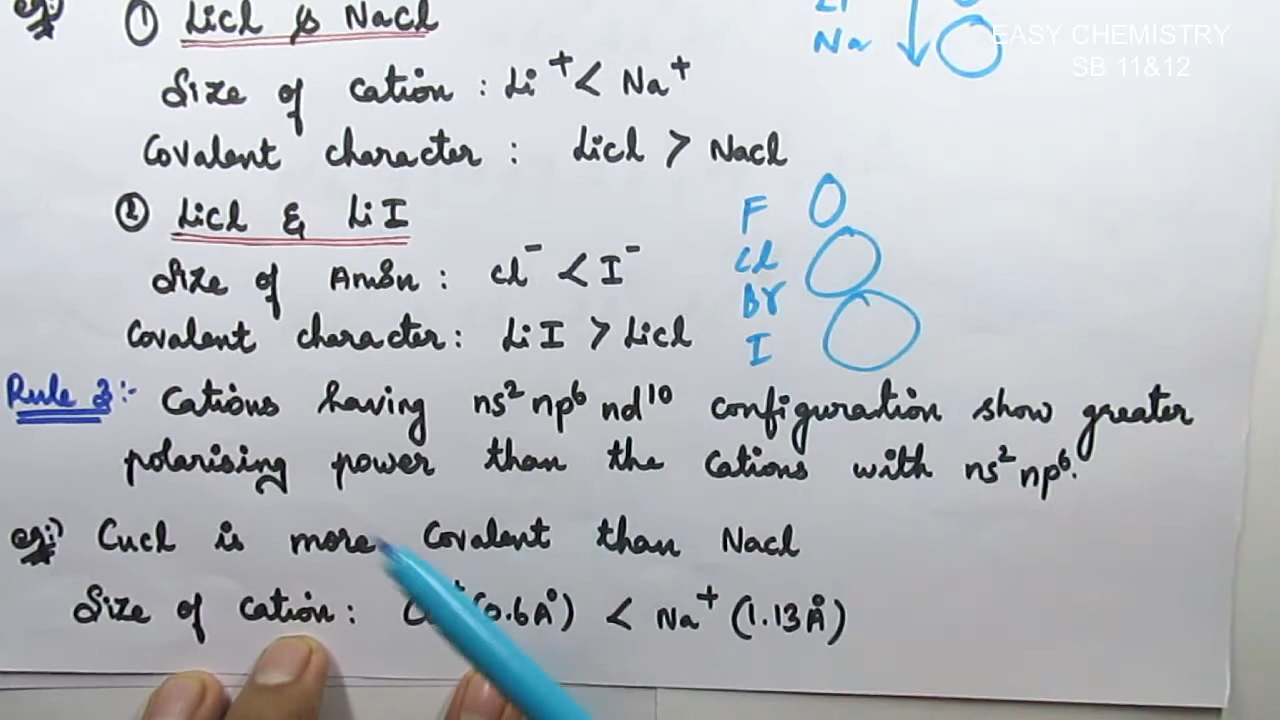 eg:
① LiCl & NaCl
Li
Na
EASY CHEMISTRY
SB 11&12
Size of cation : Li⁺ < Na⁺
Covalent character : LiCl > NaCl
② LiCl & LiI
Size of Anion : Cl⁻ < I⁻
Covalent character : LiI > LiCl
F
Cl
Br
I
Rule 3:- Cations having ns² np⁶ nd¹⁰ configuration show greater
polarising power than the cations with ns² np⁶.
eg:) CuCl is more covalent than NaCl
Size of cation : (0.6Å) < Na⁺ (1.13Å)